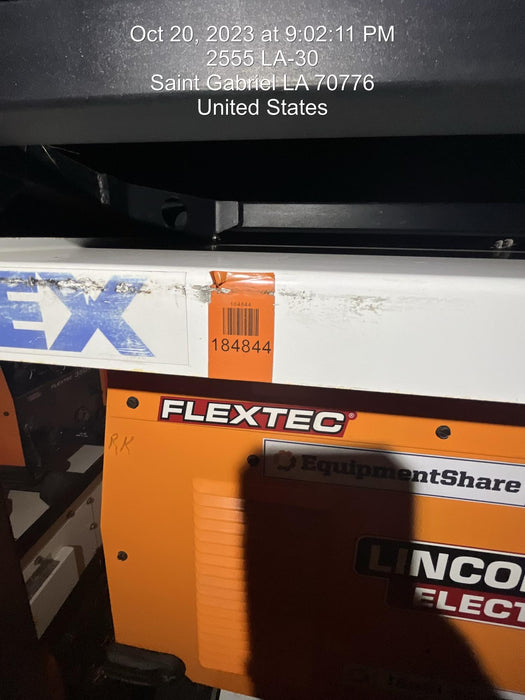 Oct 20, 2023 at 9:02:11 PM
2555 LA-30
Saint Gabriel LA 70776
United States
EX
184844
184844
FLEXTEC®
RK
EquipmentShare
LINCO
ELECT